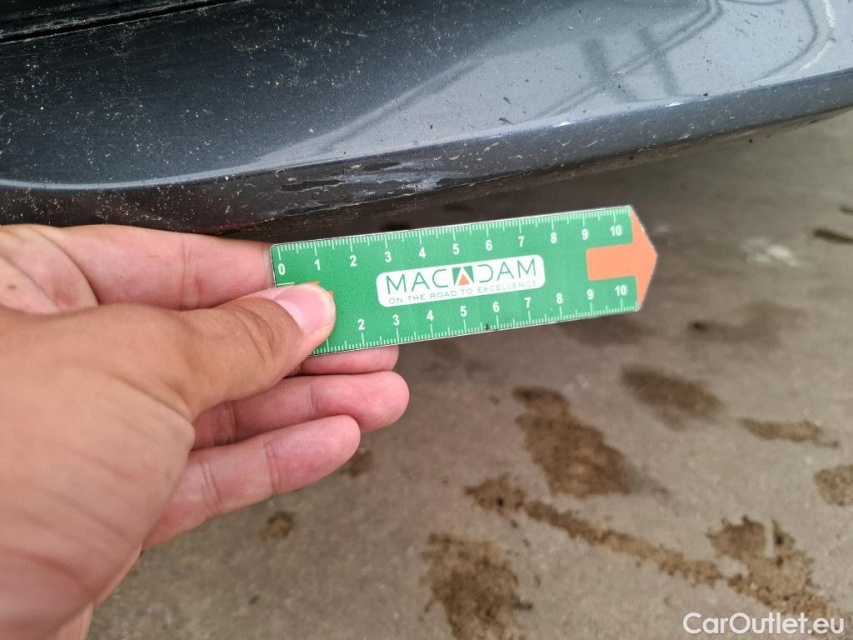 0 1 2 3 4 5 6 7 8 9 10
MACADAM
ON THE ROAD TO EXCELLENCE
2 3 4 5 6 7 8 9 10
CarOutlet.eu